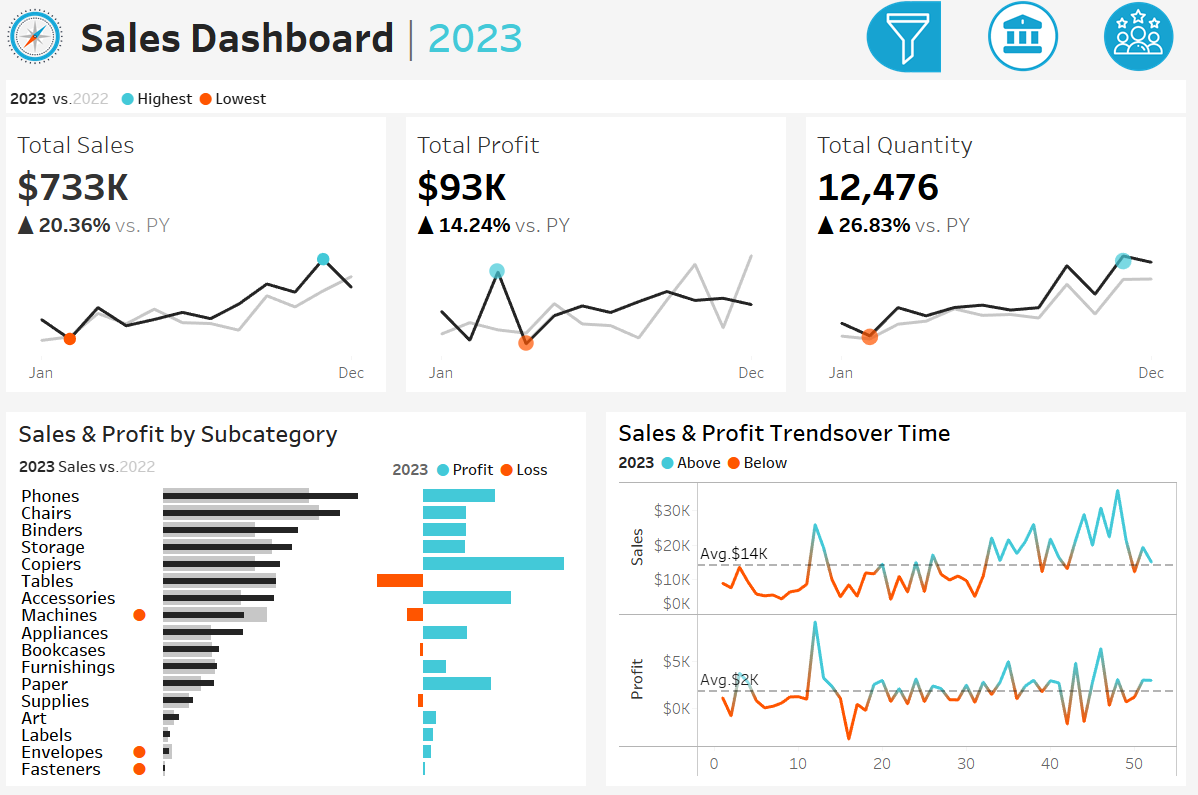 Sales Dashboard | 2023
2023 vs.2022 Highest Lowest
Total Sales
$733K
▲ 20.36% vs. PY
Jan Dec
Total Profit
$93K
▲ 14.24% vs. PY
Jan Dec
Total Quantity
12,476
▲ 26.83% vs. PY
Jan Dec
Sales & Profit by Subcategory
2023 Sales vs.2022
2023 Profit Loss
Phones
Chairs
Binders
Storage
Copiers
Tables
Accessories
Machines
Appliances
Bookcases
Furnishings
Paper
Supplies
Art
Labels
Envelopes
Fasteners
Sales & Profit Trendsover Time
2023 Above Below
Sales
$30K
$20K
$10K
$0K
Avg.$14K
Profit
$5K
$0K
Avg.$2K
0 10 20 30 40 50